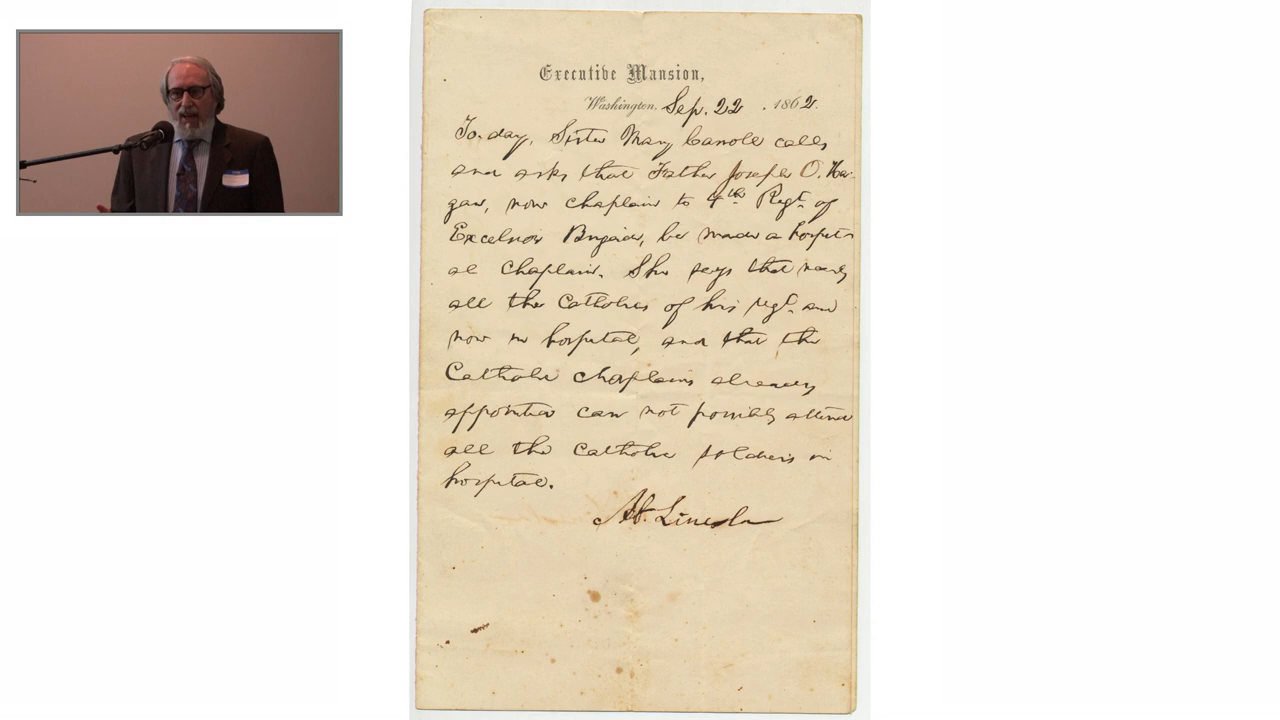 Executive Mansion,
Washington, Sep. 22, 1862.
To-day, Sister Mary Carroll calls
and asks that Father Joseph O. Ha-
gan, now chaplain to 4th Regt. of
Excelsior Brigade, be made a hospit-
al chaplain. She says that nearly
all the Catholics of his regt. are
now in hospital, and that the
Catholic chaplains already
appointed can not possibly attend
all the Catholic soldiers in
hospital.
A. Lincoln